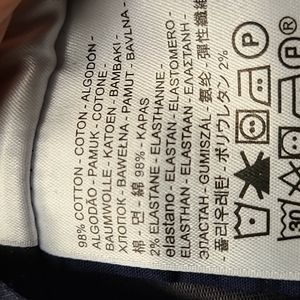 98% COTTON - COTON - ALGODÓN -
ALGODÃO - PAMUK - COTONE -
BAUMWOLLE - KATOEN - BAMBAKI -
ХЛОПОК - BAWEŁNA - PAMUT - BAVLNA -
棉 - 면 - 綿 98% - KAPAS
2% ELASTANE - ELASTHANNE -
elastano - ELASTAN - ELASTOMERO -
ELASTHAN - ELASTAAN - ΕΛΑΣΤΑΝΗ -
ЭЛАСТАН - GUMISZÁL - 氨纶 - 彈性纖維
- 폴리우레탄 - ポリウレタン 2%
30
P